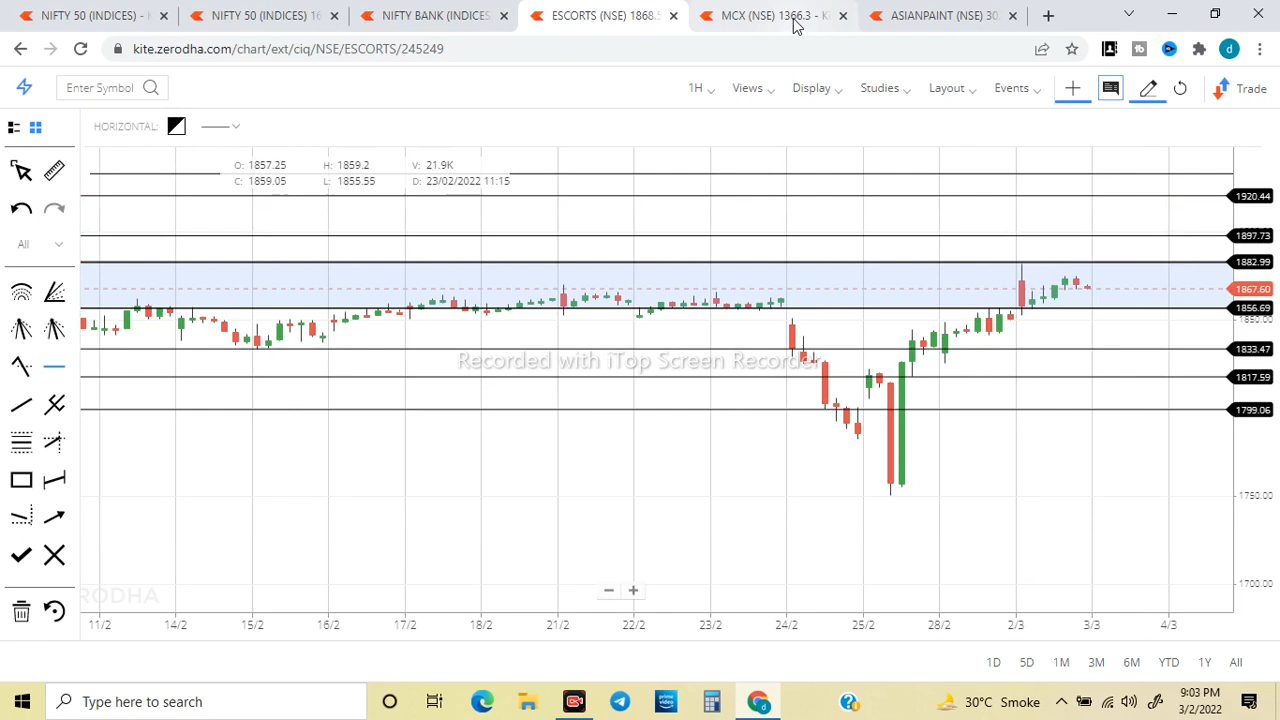 NIFTY 50 (INDICES) - K
NIFTY 50 (INDICES) 16
NIFTY BANK (INDICES
ESCORTS (NSE) 1868.5
MCX (NSE) 1366.3 - K
ASIANPAINT (NSE) 30
kite.zerodha.com/chart/ext/ciq/NSE/ESCORTS/245249
d
Enter Symbol
1H
Views
Display
Studies
Layout
Events
Trade
HORIZONTAL:
O: 1857.25
H: 1859.2
V: 21.9K
C: 1859.05
L: 1855.55
D: 23/02/2022 11:15
All
1920.44
1897.73
1882.99
1867.60
1856.69
1850.00
1833.47
1817.59
1799.06
1750.00
1700.00
Recorded with iTop Screen Recorder
RODHA
11/2
14/2
15/2
16/2
17/2
18/2
21/2
22/2
23/2
24/2
25/2
28/2
2/3
3/3
4/3
1D
5D
1M
3M
6M
YTD
1Y
All
Type here to search
30°C Smoke
9:03 PM
3/2/2022